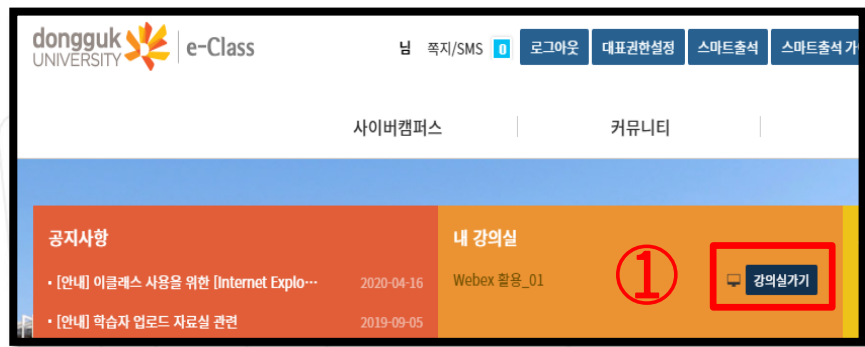 dongguk UNIVERSITY e-Class
님 쪽지/SMS 0 로그아웃 대표권한설정 스마트출석 스마트출석 가
사이버캠퍼스 커뮤니티
공지사항
• [안내] 이클래스 사용을 위한 [Internet Explo··· 2020-04-16
• [안내] 학습자 업로드 자료실 관련 2019-09-05
내 강의실
Webex 활용_01 ① 강의실가기